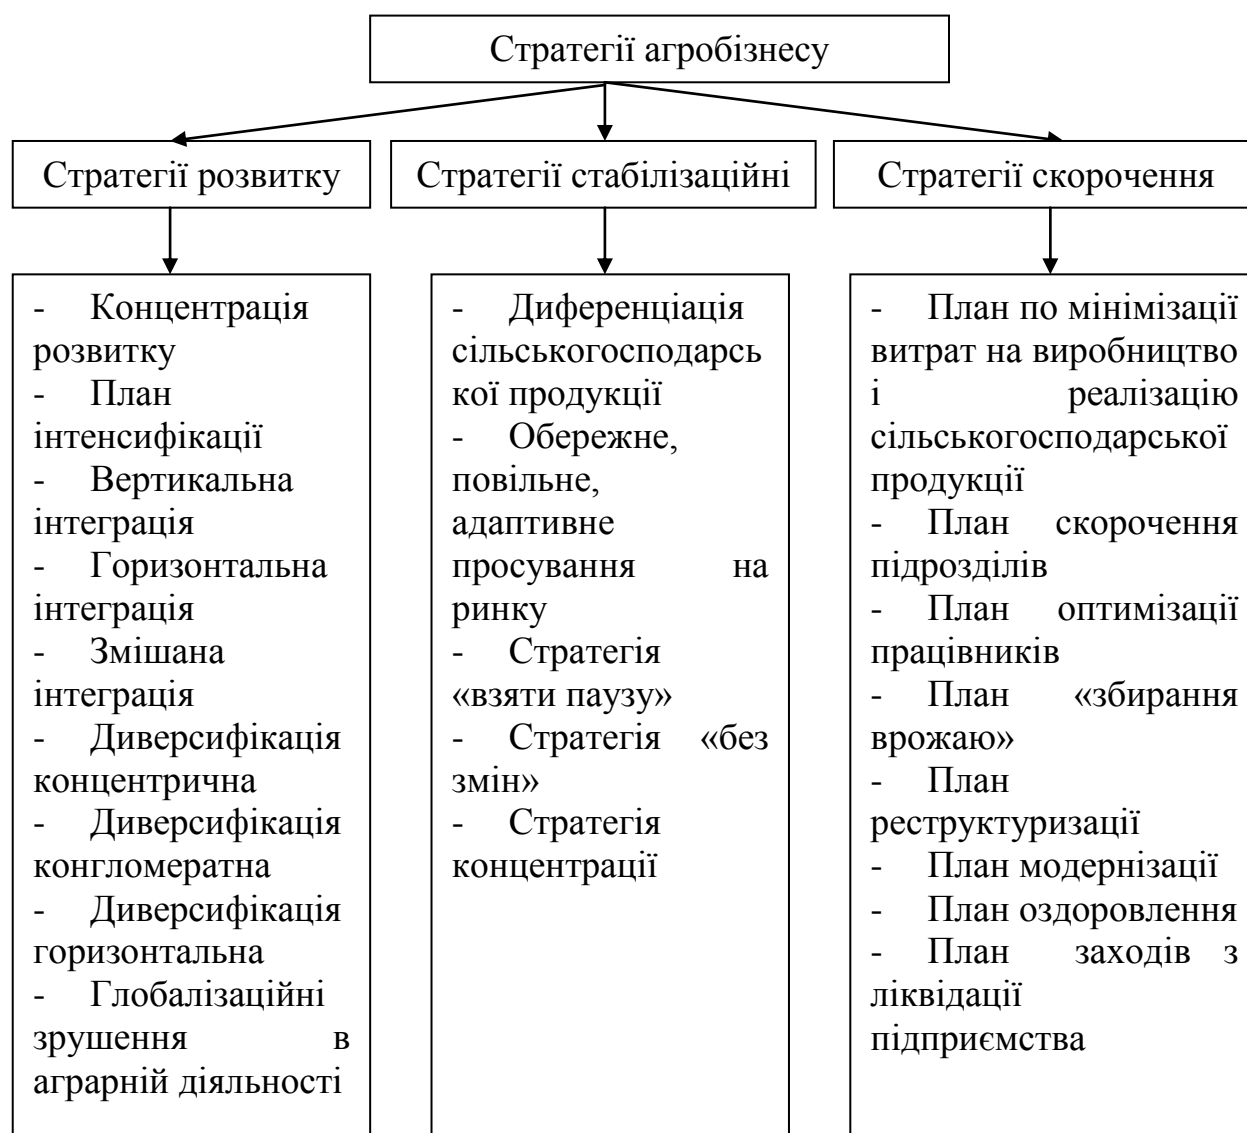 Стратегії агробізнесу
Стратегії розвитку
Стратегії стабілізаційні
Стратегії скорочення
- Концентрація
розвитку
- План
інтенсифікації
- Вертикальна
інтеграція
- Горизонтальна
інтеграція
- Змішана
інтеграція
- Диверсифікація
концентрична
- Диверсифікація
конгломератна
- Диверсифікація
горизонтальна
- Глобалізаційні
зрушення в
аграрній діяльності
- Диференціація
сільськогосподарсь
кої продукції
- Обережне,
повільне,
адаптивне
просування на
ринку
- Стратегія
«взяти паузу»
- Стратегія «без
змін»
- Стратегія
концентрації
- План по мінімізації
витрат на виробництво
і реалізацію
сільськогосподарської
продукції
- План скорочення
підрозділів
- План оптимізації
працівників
- План «збирання
врожаю»
- План
реструктуризації
- План модернізації
- План оздоровлення
- План заходів з
ліквідації
підприємства